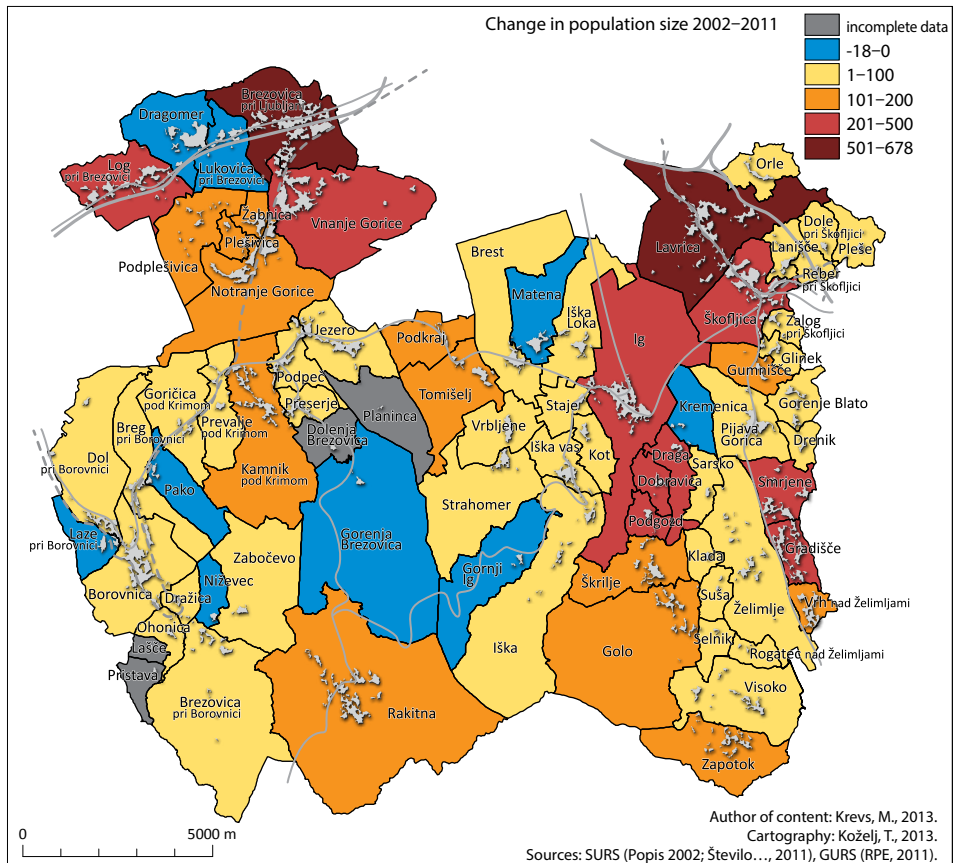 Change in population size 2002–2011
incomplete data
-18–0
1–100
101–200
201–500
501–678
Brezovica
pri Ljubljani
Dragomer
Log
pri Brezovici
Lukovica
pri Brezovici
Orle
Žabnica
Vnanje Gorice
Plešivica
Podplešivica
Notranje Gorice
Lavrica
Dole
pri Škofljici
Lanišče
Pleše
Reber
pri Škofljici
Brest
Matena
Iška
Loka
Ig
Škofljica
Zalog
pri Škofljici
Glinek
Gumnišče
Jezero
Podkraj
Podpeč
Preserje
Planinca
Tomišelj
Dolenja
Brezovica
Goričica
pod Krimom
Prevalje
pod Krimom
Breg
pri Borovnici
Dol
pri Borovnici
Kamnik
pod Krimom
Vrbljene
Staje
Iška vas
Kot
Kremenica
Pijava
Gorica
Gorenje Blato
Drenik
Draga
Sarsko
Dobravica
Smrjene
Podgozd
Gradišče
Pako
Laze
pri Borovnici
Strahomer
Gorenja
Brezovica
Gornji
Ig
Zabočevo
Niževec
Borovnica
Dražica
Ohonica
Lašče
Pristava
Brezovica
pri Borovnici
Rakitna
Iška
Škrilje
Golo
Klada
Suša
Želimlje
Vrh nad Želimljami
Selnik
Rogatec nad Želimljami
Visoko
Zapotok
0 5000 m
Author of content: Krevs, M., 2013.
Cartography: Koželj, T., 2013.
Sources: SURS (Popis 2002; Število…, 2011), GURS (RPE, 2011).